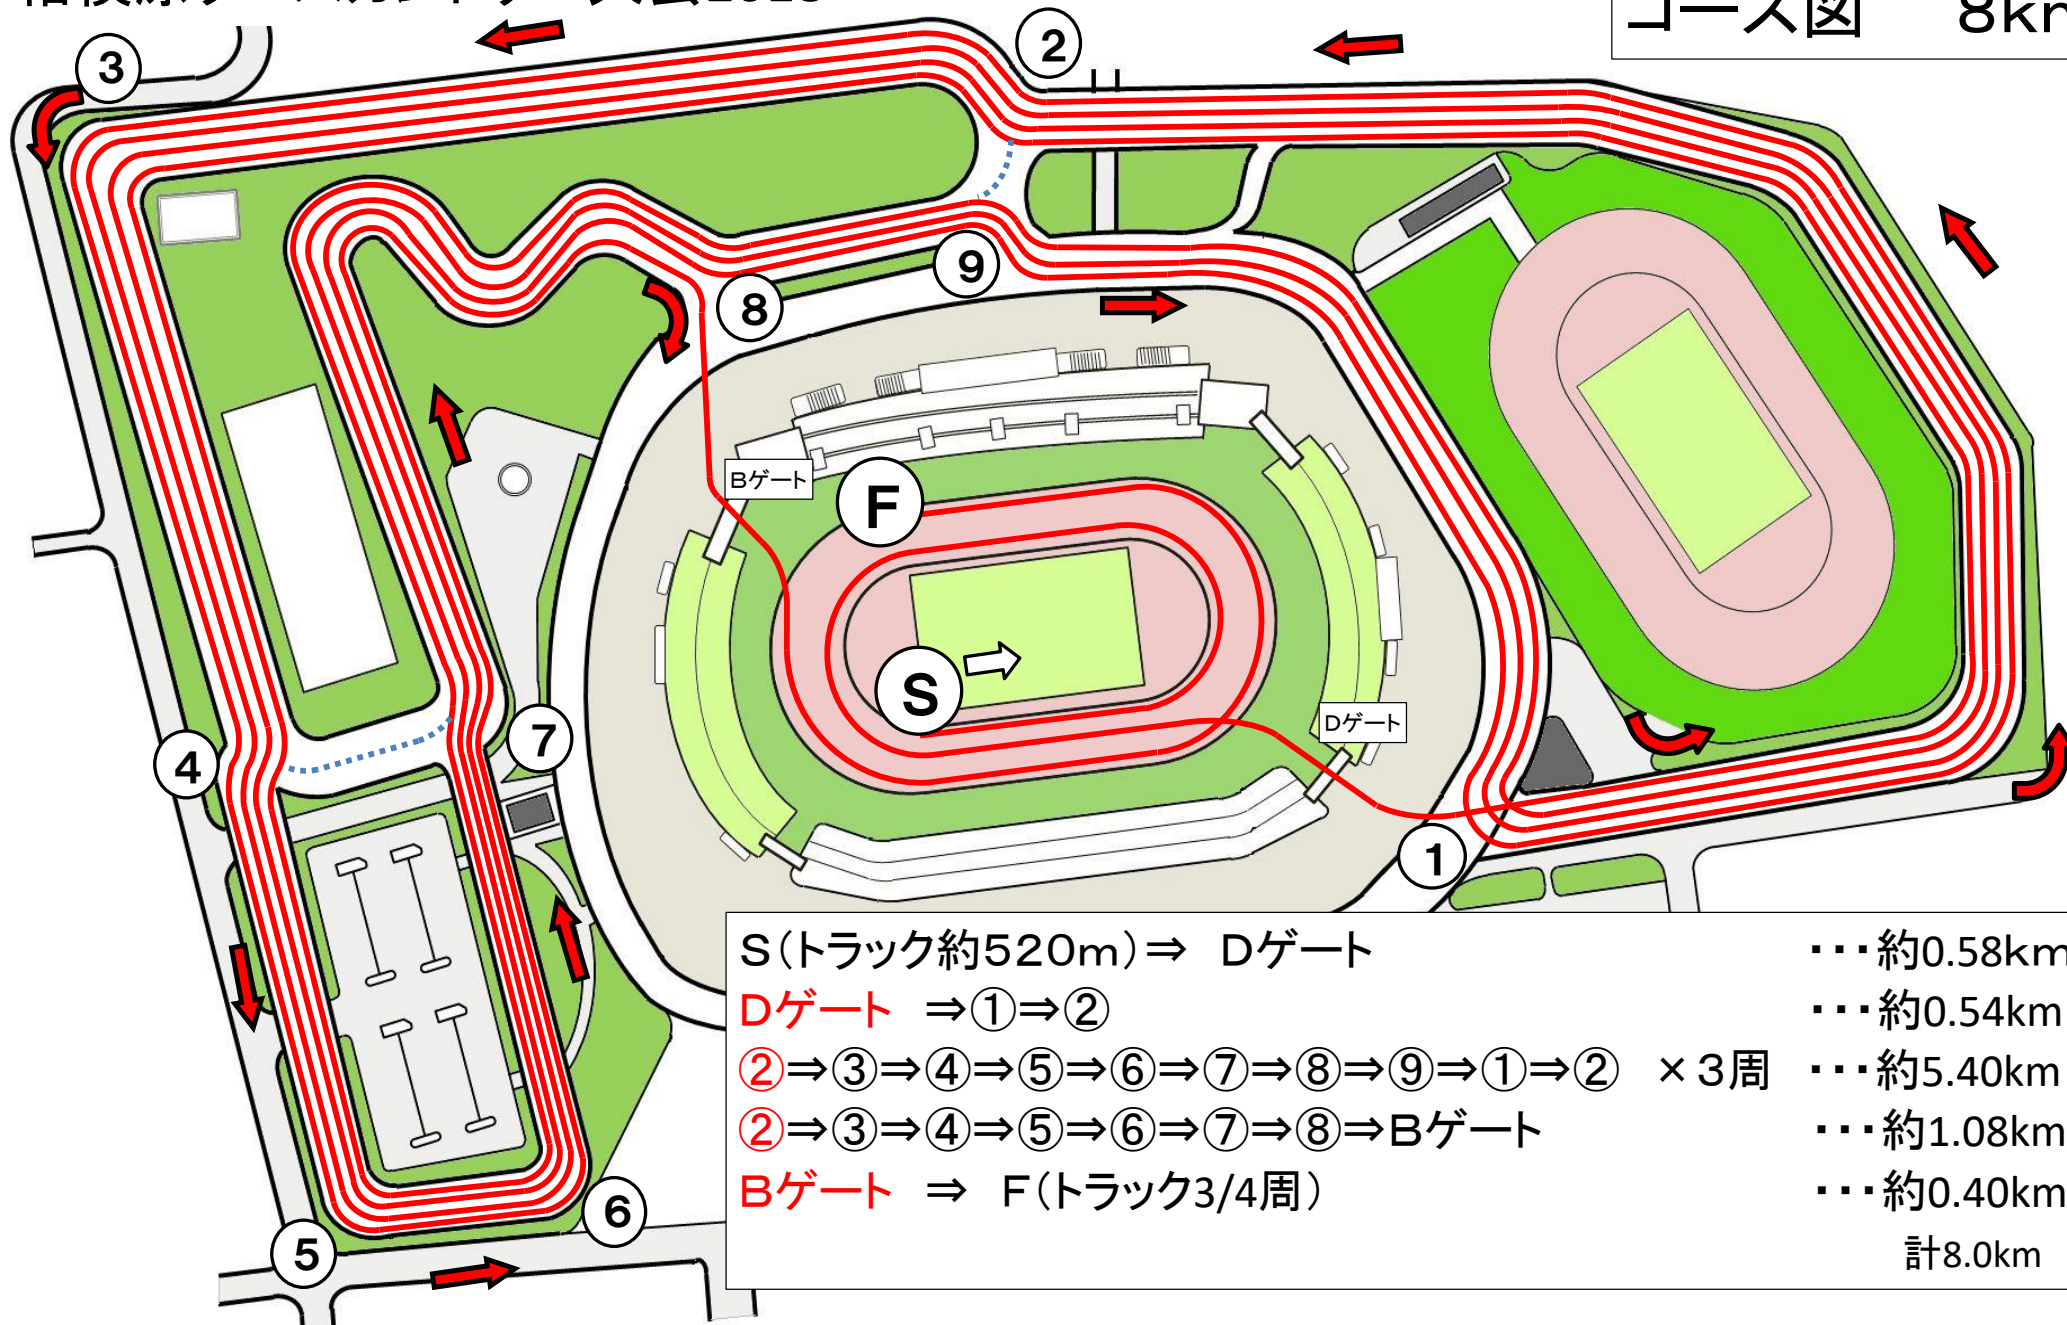 コース図　8km
3
2
9
8
Bゲート
F
S
Dゲート
7
4
1
6
5
S(トラック約520m)⇒ Dゲート ・・・約0.58km
Dゲート ⇒①⇒② ・・・約0.54km
②⇒③⇒④⇒⑤⇒⑥⇒⑦⇒⑧⇒⑨⇒①⇒② ×3周 ・・・約5.40km
②⇒③⇒④⇒⑤⇒⑥⇒⑦⇒⑧⇒Bゲート ・・・約1.08km
Bゲート ⇒ F(トラック3/4周) ・・・約0.40km
計8.0km